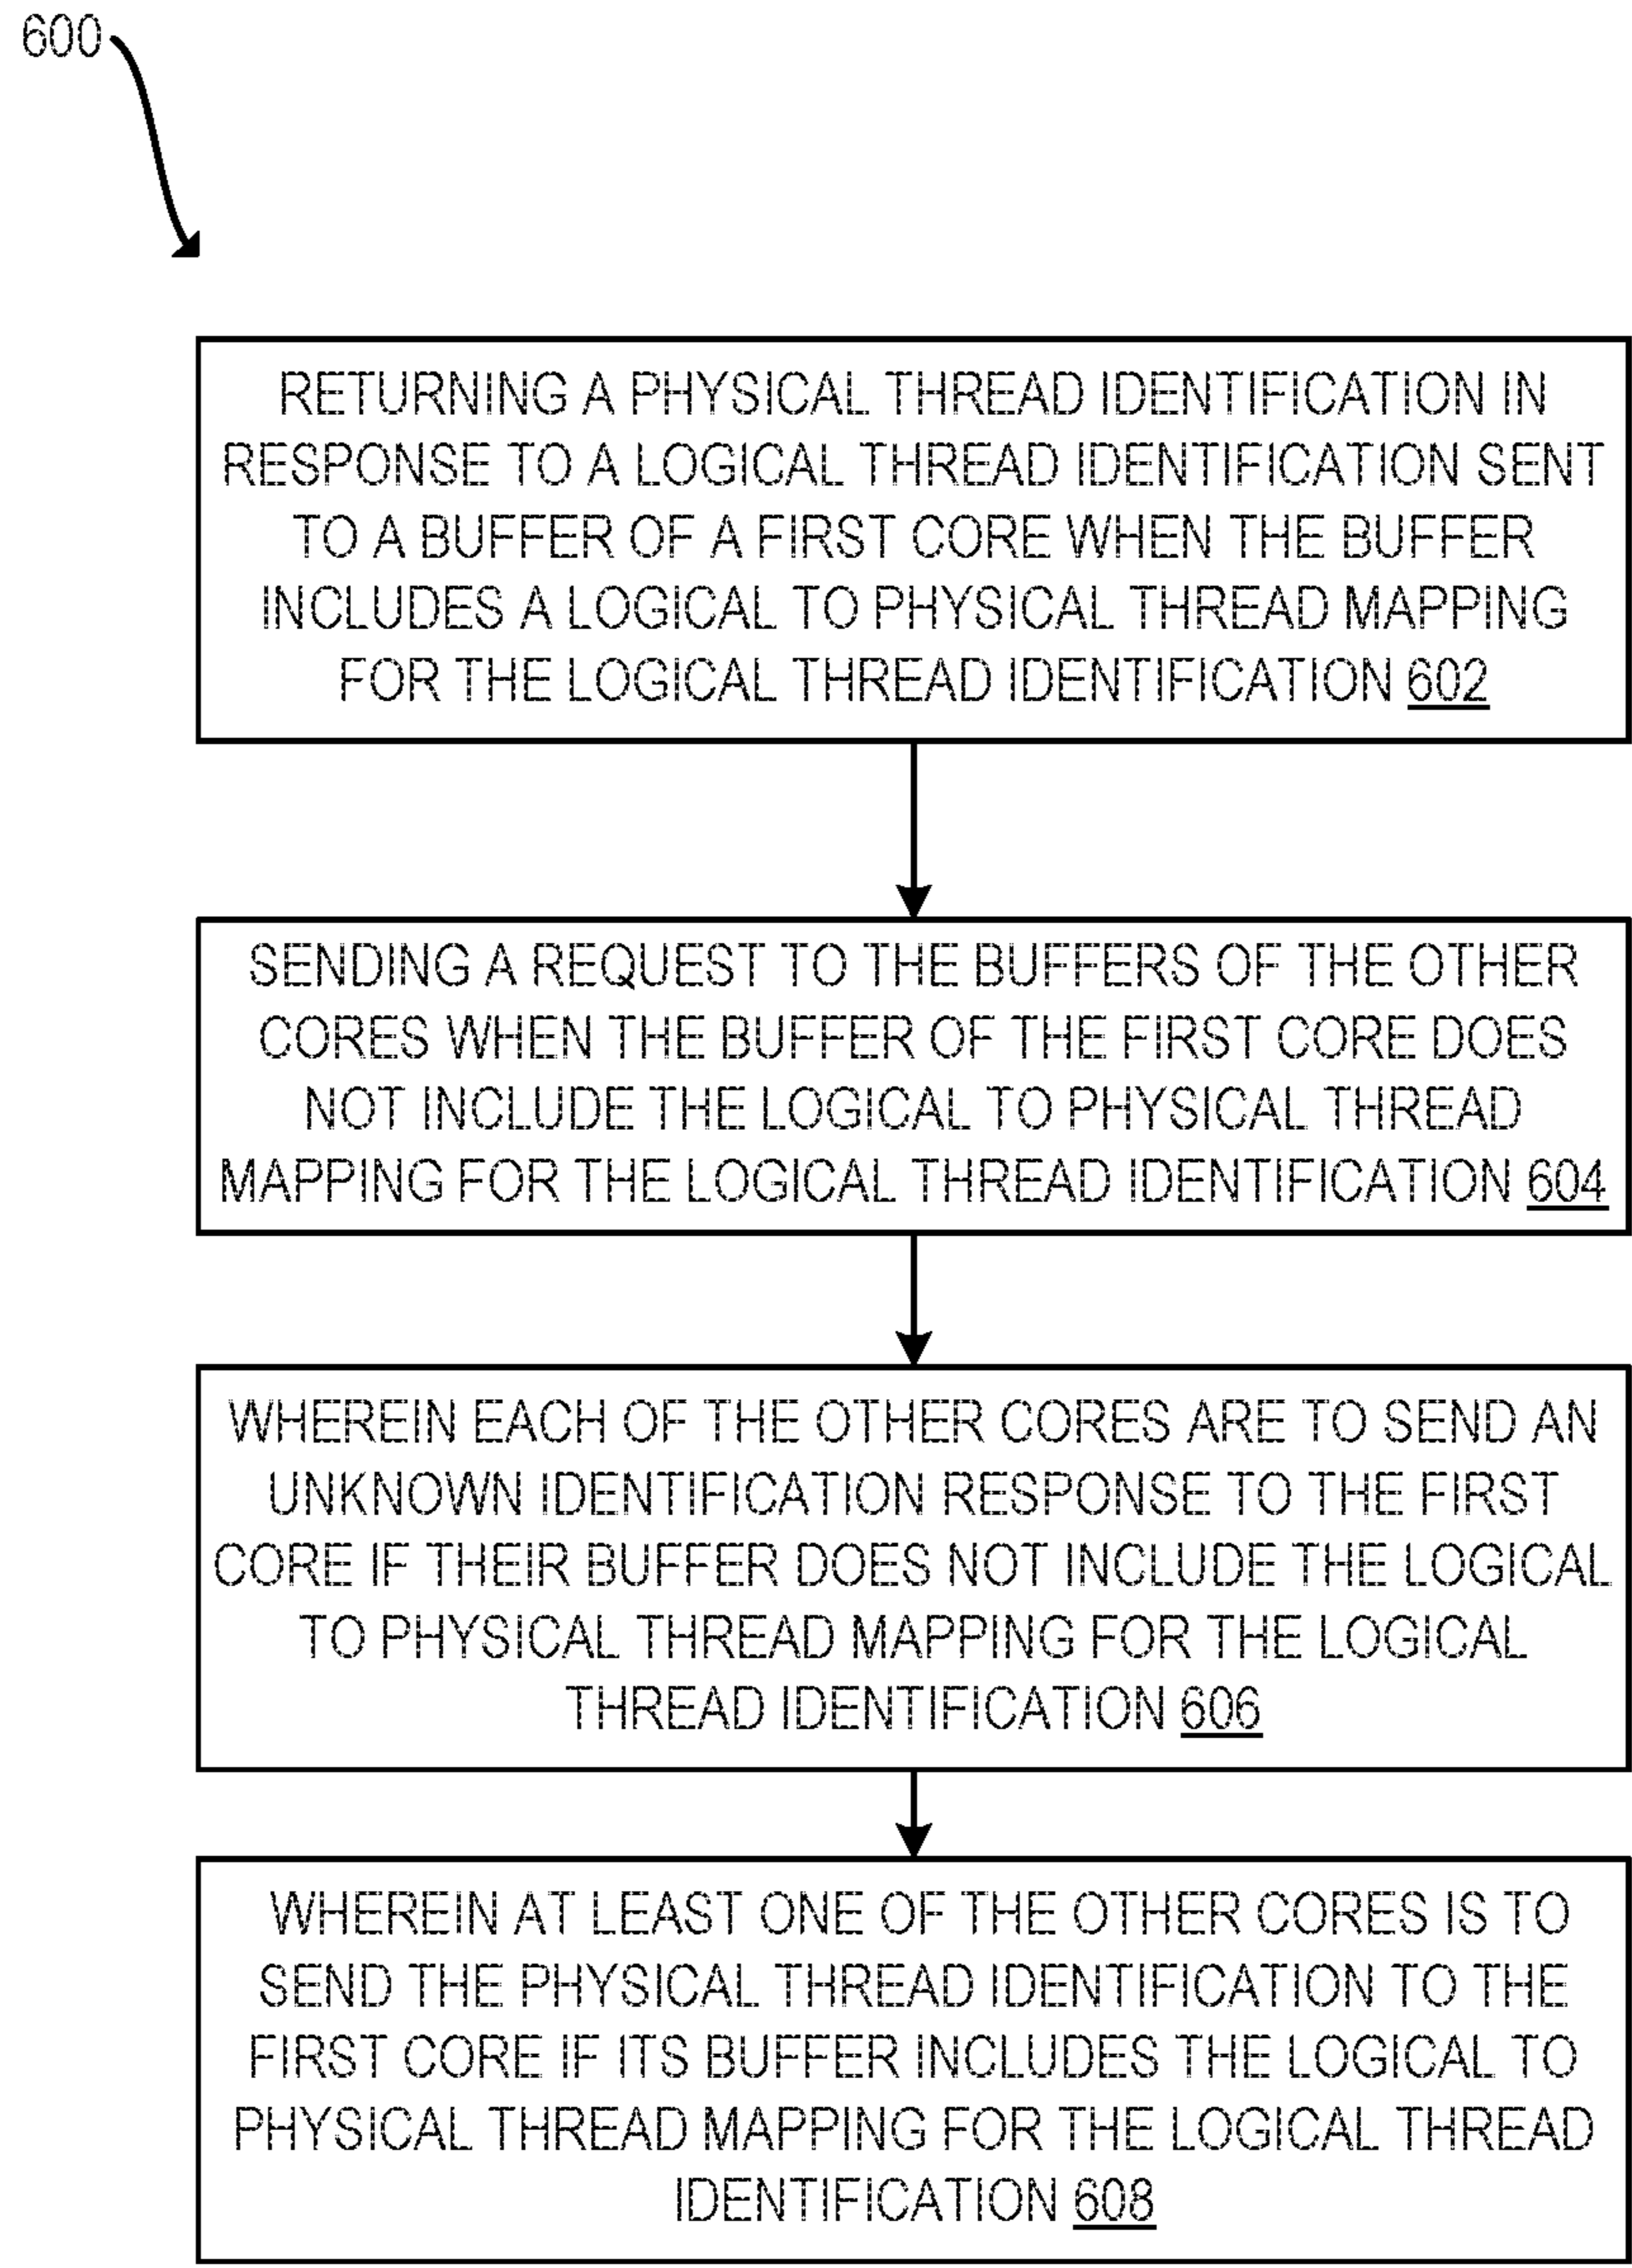 600
RETURNING A PHYSICAL THREAD IDENTIFICATION IN
RESPONSE TO A LOGICAL THREAD IDENTIFICATION SENT
TO A BUFFER OF A FIRST CORE WHEN THE BUFFER
INCLUDES A LOGICAL TO PHYSICAL THREAD MAPPING
FOR THE LOGICAL THREAD IDENTIFICATION 602
SENDING A REQUEST TO THE BUFFERS OF THE OTHER
CORES WHEN THE BUFFER OF THE FIRST CORE DOES
NOT INCLUDE THE LOGICAL TO PHYSICAL THREAD
MAPPING FOR THE LOGICAL THREAD IDENTIFICATION 604
WHEREIN EACH OF THE OTHER CORES ARE TO SEND AN
UNKNOWN IDENTIFICATION RESPONSE TO THE FIRST
CORE IF THEIR BUFFER DOES NOT INCLUDE THE LOGICAL
TO PHYSICAL THREAD MAPPING FOR THE LOGICAL
THREAD IDENTIFICATION 606
WHEREIN AT LEAST ONE OF THE OTHER CORES IS TO
SEND THE PHYSICAL THREAD IDENTIFICATION TO THE
FIRST CORE IF ITS BUFFER INCLUDES THE LOGICAL TO
PHYSICAL THREAD MAPPING FOR THE LOGICAL THREAD
IDENTIFICATION 608